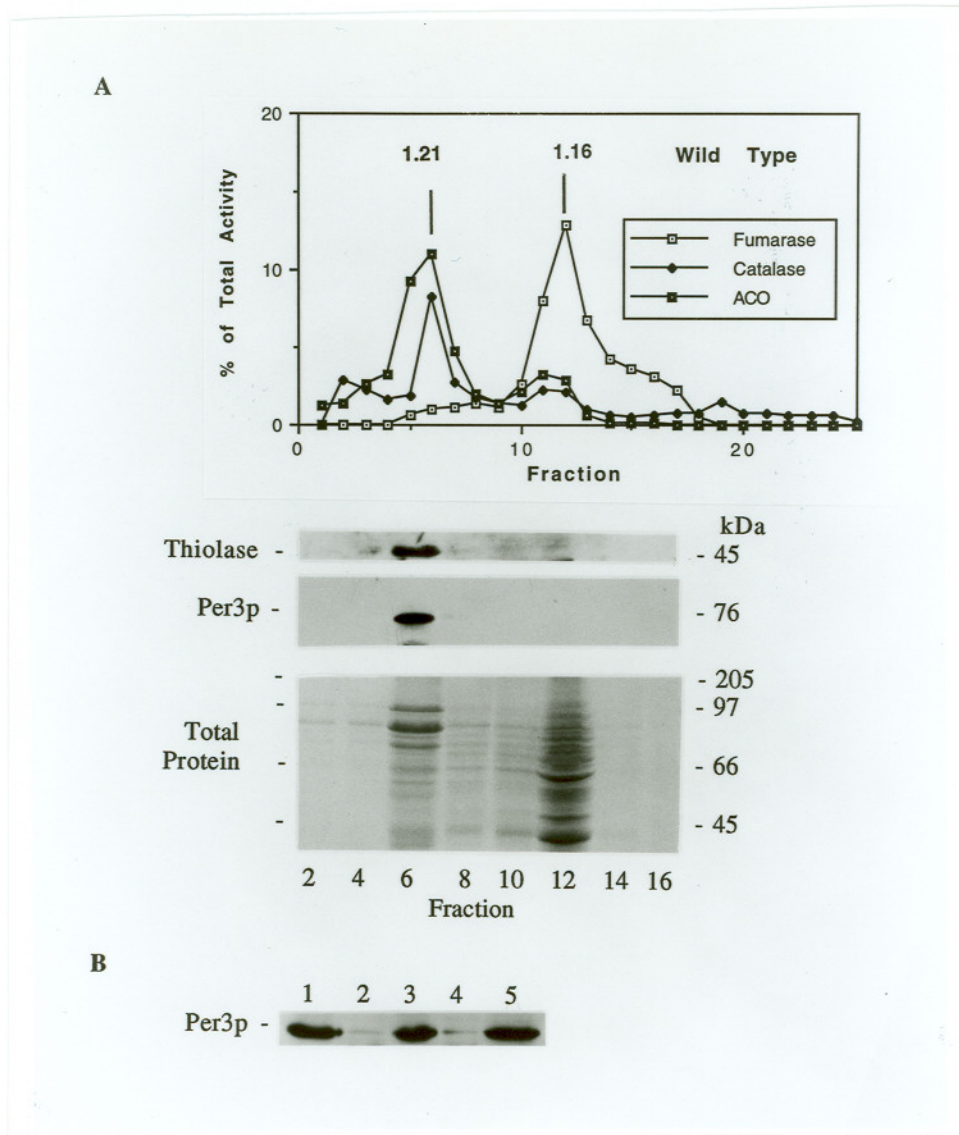 A
20
1.21 1.16 Wild Type
% of Total Activity
Fumarase
Catalase
ACO
10
0
0 10 20
Fraction
kDa
Thiolase - - 45
Per3p - - 76
- - 205
- - 97
Total
Protein
- - 66
- - 45
2 4 6 8 10 12 14 16
Fraction
B
1 2 3 4 5
Per3p -